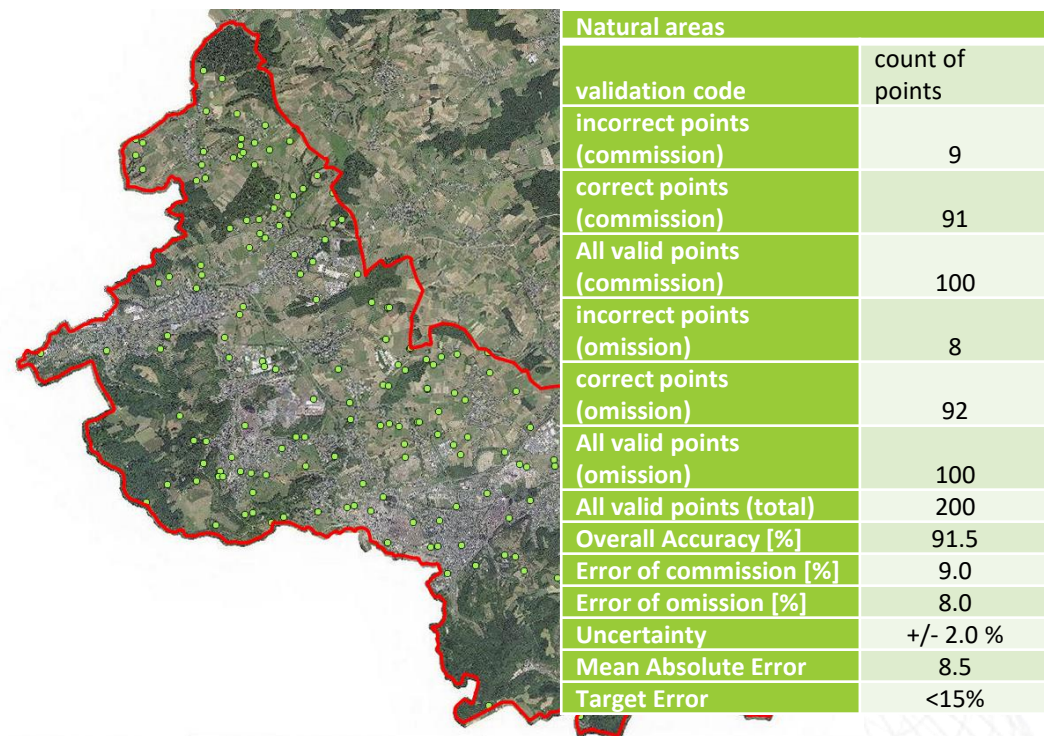 Natural areas
count of
validation code points
incorrect points
(commission) 9
correct points
(commission) 91
All valid points
(commission) 100
incorrect points
(omission) 8
correct points
(omission) 92
All valid points
(omission) 100
All valid points (total) 200
Overall Accuracy [%] 91.5
Error of commission [%] 9.0
Error of omission [%] 8.0
Uncertainty +/- 2.0 %
Mean Absolute Error 8.5
Target Error <15%